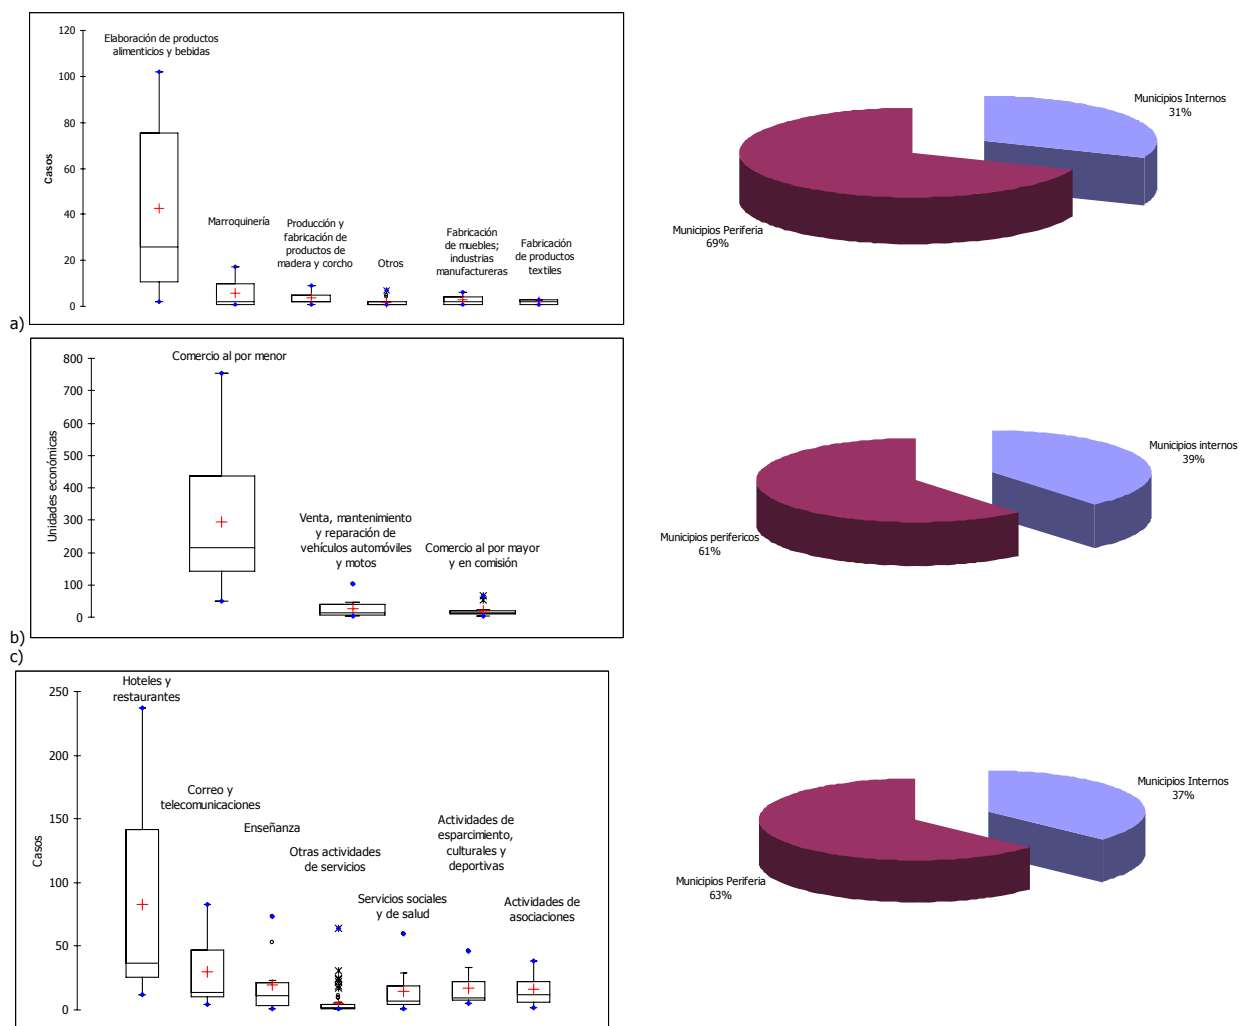 120
100
80
60
40
20
0
Casos
Elaboración de productos
alimenticios y bebidas
Marroquinería
Producción y
fabricación de
productos de
madera y corcho
Otros
Fabricación
de muebles;
industrias
manufactureras
Fabricación
de productos
textiles
a)
Municipios Internos
31%
Municipios Periferia
69%
800
700
600
500
400
300
200
100
0
Unidades económicas
Comercio al por menor
Venta, mantenimiento
y reparación de
vehículos automóviles
y motos
Comercio al por mayor
y en comisión
b)
Municipios internos
39%
Municipios perifericos
61%
c)
250
200
150
100
50
0
Casos
Hoteles y
restaurantes
Correo y
telecomunicaciones
Enseñanza
Otras actividades
de servicios
Servicios sociales
y de salud
Actividades de
esparcimiento,
culturales y
deportivas
Actividades de
asociaciones
Municipios Internos
37%
Municipios Periferia
63%